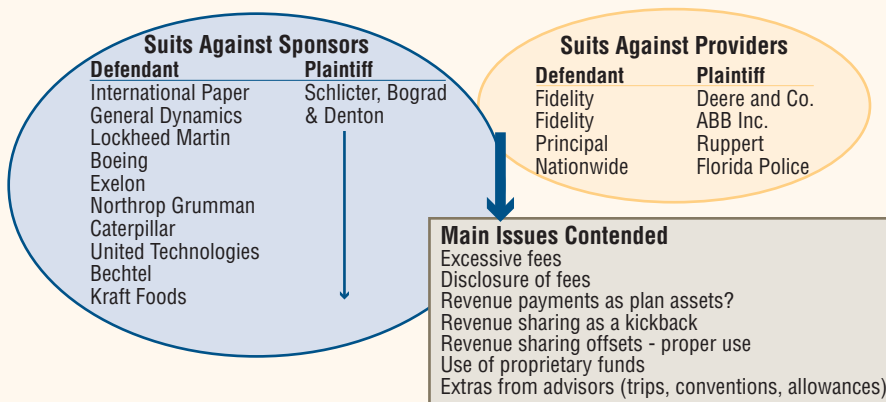 Suits Against Sponsors
Defendant Plaintiff
International Paper Schlicter, Bograd
General Dynamics & Denton
Lockheed Martin
Boeing
Exelon
Northrop Grumman
Caterpillar
United Technologies
Bechtel
Kraft Foods
Suits Against Providers
Defendant Plaintiff
Fidelity Deere and Co.
Fidelity ABB Inc.
Principal Ruppert
Nationwide Florida Police
Main Issues Contended
Excessive fees
Disclosure of fees
Revenue payments as plan assets?
Revenue sharing as a kickback
Revenue sharing offsets - proper use
Use of proprietary funds
Extras from advisors (trips, conventions, allowances)